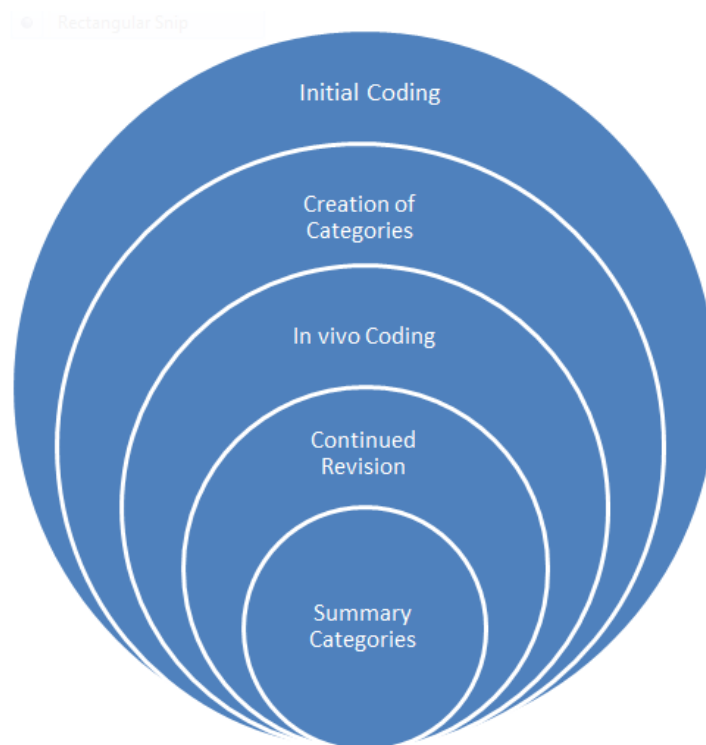 Rectangular Snip
Initial Coding
Creation of
Categories
In vivo Coding
Continued
Revision
Summary
Categories